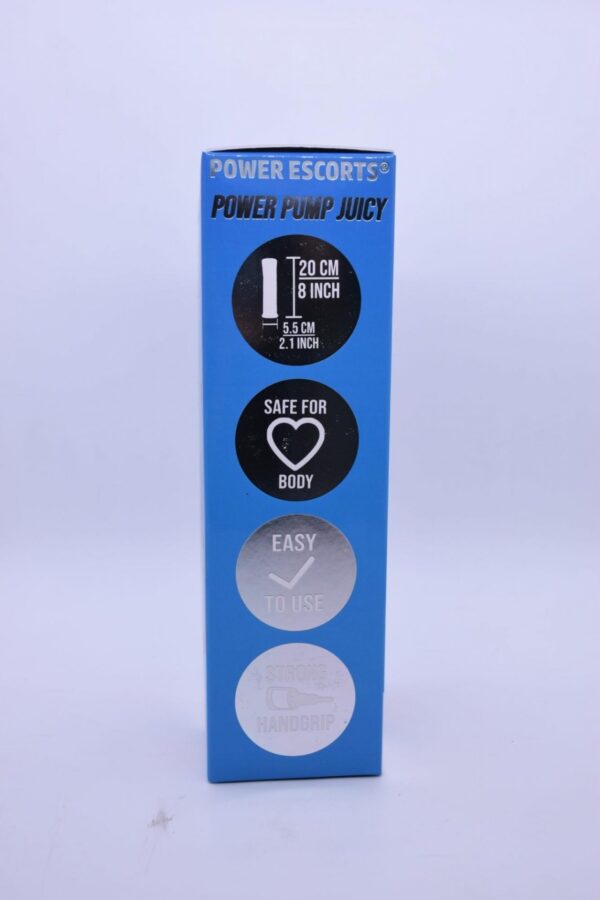 POWER ESCORTS®
POWER PUMP JUICY
20 CM
8 INCH
5.5 CM
2.1 INCH
SAFE FOR
BODY
EASY
TO USE
STRONG
HANDGRIP